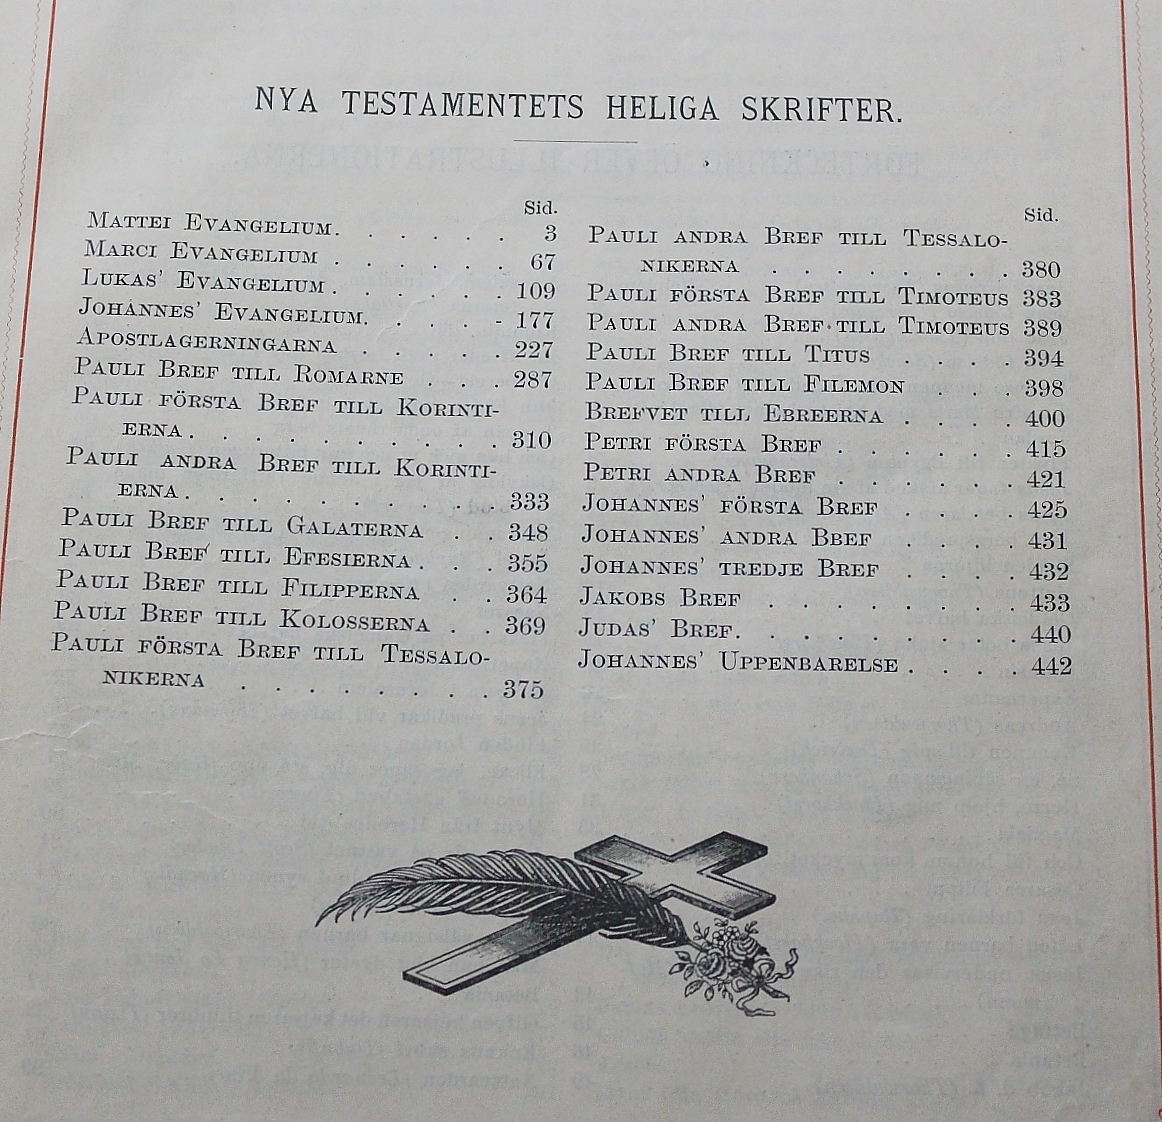 NYA TESTAMENTETS HELIGA SKRIFTER.
Sid.
MATTEI EVANGELIUM. . . . . . 3
MARCI EVANGELIUM . . . . . . 67
LUKAS' EVANGELIUM . . . . . . 109
JOHANNES' EVANGELIUM. . . . . - 177
APOSTLAGERNINGARNA . . . . . 227
PAULI BREF TILL ROMARNE . . . 287
PAULI FÖRSTA BREF TILL KORINTI-
ERNA . . . . . . . . . . 310
PAULI ANDRA BREF TILL KORINTI-
ERNA . . . . . . . . . . 333
PAULI BREF TILL GALATERNA . . 348
PAULI BREF TILL EFESIERNA . . . 355
PAULI BREF TILL FILIPPERNA . . 364
PAULI BREF TILL KOLOSSERNA . . 369
PAULI FÖRSTA BREF TILL TESSALO-
NIKERNA . . . . . . . . 375
Sid.
PAULI ANDRA BREF TILL TESSALO-
NIKERNA . . . . . . . . 380
PAULI FÖRSTA BREF TILL TIMOTEUS 383
PAULI ANDRA BREF TILL TIMOTEUS 389
PAULI BREF TILL TITUS . . . . 394
PAULI BREF TILL FILEMON . . . 398
BREFVET TILL EBREERNA . . . . 400
PETRI FÖRSTA BREF . . . . . . 415
PETRI ANDRA BREF . . . . . . 421
JOHANNES' FÖRSTA BREF . . . . 425
JOHANNES' ANDRA BBEF . . . . 431
JOHANNES' TREDJE BREF . . . . 432
JAKOBS BREF . . . . . . . . 433
JUDAS' BREF. . . . . . . . . 440
JOHANNES' UPPENBARELSE . . . . 442